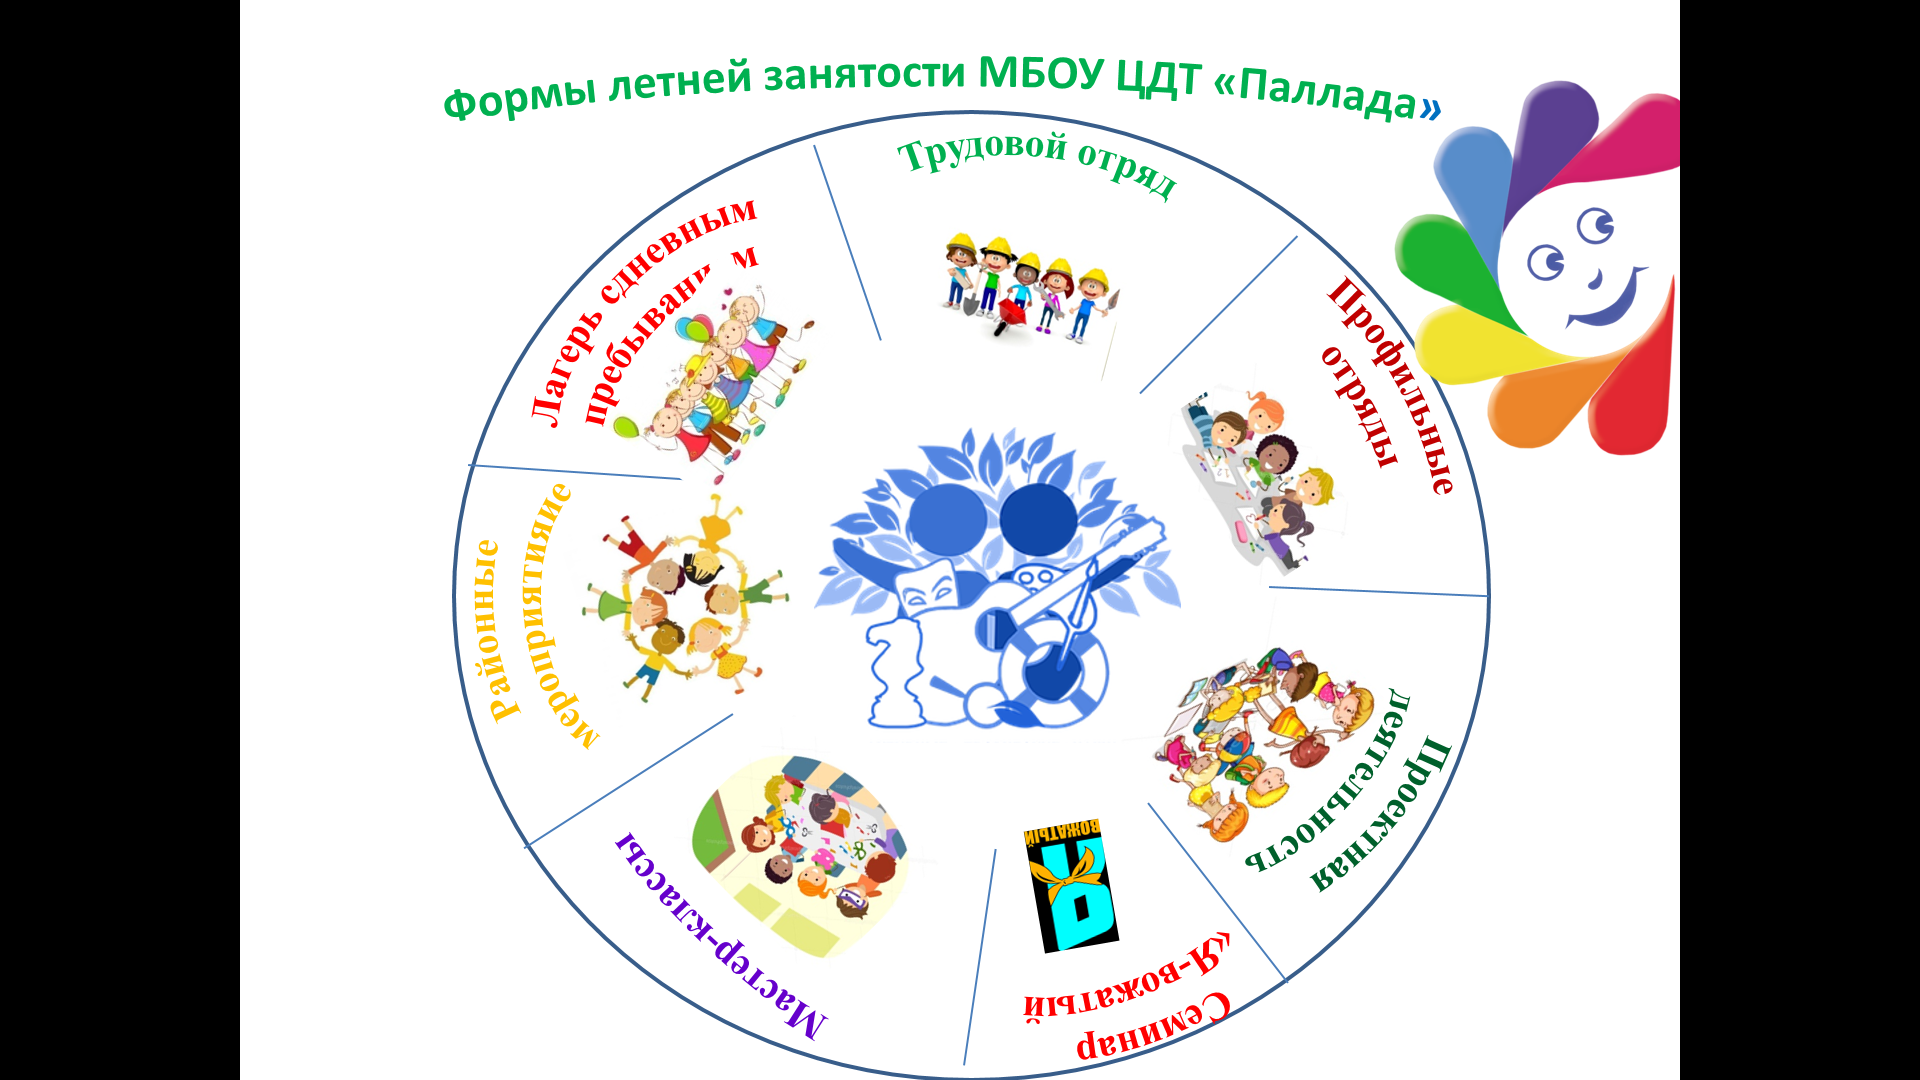 Формы летней занятости МБОУ ЦДТ «Паллада»
Трудовой отряд
Профильные
отряды
Проектная
деятельность
Семинар
«Я-вожатый
ВОЖАТЫЙ
Мастер-классы
Районные
мероприятияие
Лагерь сдневным